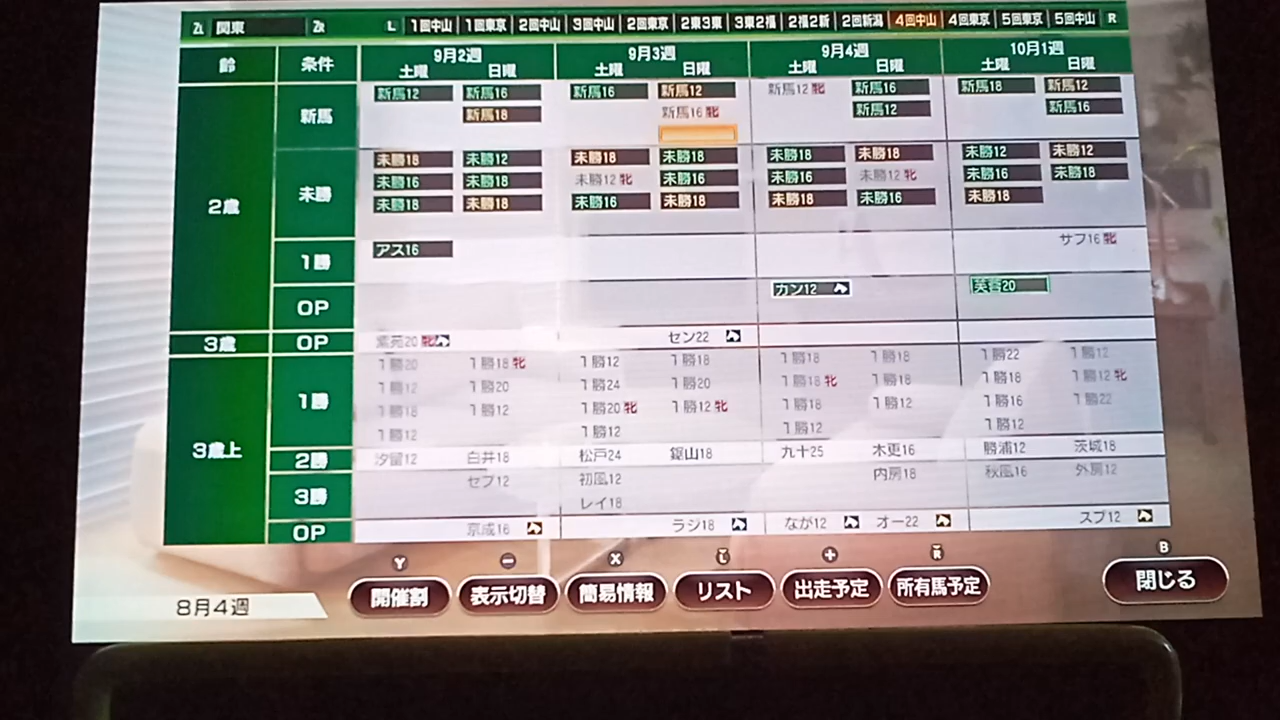 ZL 関東 ZR L 1回中山 1回東京 2回中山 3回中山 2回東京 2東3東 3東2福 2福2新 2回新潟 4回中山 4回東京 5回東京 5回中山 R
齢 条件 9月2週 9月3週 9月4週 10月1週
土曜 日曜 土曜 日曜 土曜 日曜 土曜 日曜
2歳
新馬 新馬12 新馬16 新馬16 新馬12 新馬12 牝 新馬16 新馬18 新馬12
新馬18 新馬16 牝 新馬12 新馬16
未勝 未勝18 未勝12 未勝18 未勝18 未勝18 未勝18 未勝12 未勝12
未勝16 未勝18 未勝12 牝 未勝16 未勝16 未勝12 牝 未勝16 未勝18
未勝18 未勝18 未勝16 未勝18 未勝18 未勝16 未勝18
1勝 アス16 サフ16 牝
OP カン12 芙蓉20
3歳 OP 紫苑20 牝 セン22
3歳上
1勝 1勝20 1勝18 牝 1勝12 1勝18 1勝18 1勝18 1勝22 1勝12
1勝12 1勝20 1勝24 1勝20 1勝18 牝 1勝18 1勝18 1勝12 牝
1勝18 1勝12 1勝20 牝 1勝12 牝 1勝18 1勝12 1勝16 1勝22
1勝12 1勝12 1勝12 1勝12
2勝 汐留12 白井18 松戸24 鋸山18 九十25 木更16 勝浦12 茨城18
3勝 セプ12 初風12 内房18 秋風16 外房12
レイ18
OP 京成16 ラジ18 なが12 オー22 スプ12
Y − X L + R B
開催割 表示切替 簡易情報 リスト 出走予定 所有馬予定 閉じる
8月4週